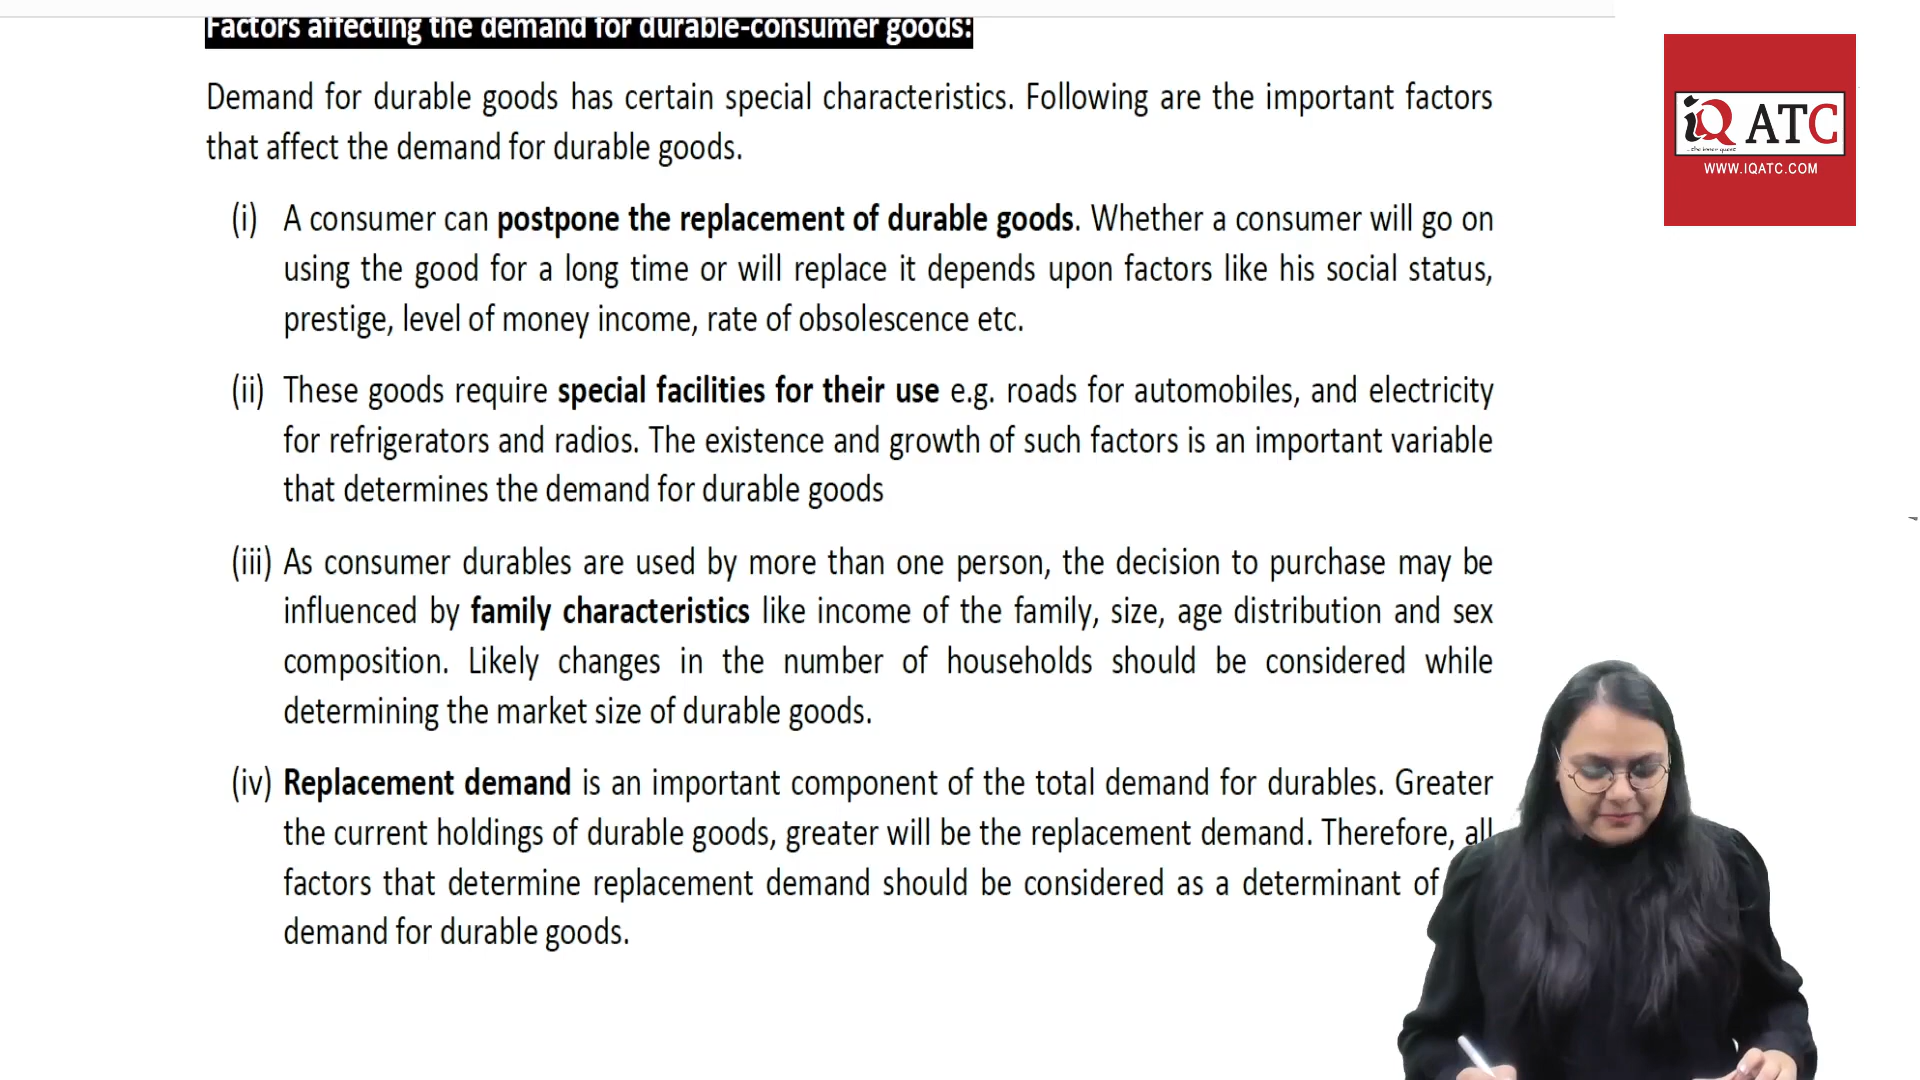 Factors affecting the demand for durable-consumer goods:
Demand for durable goods has certain special characteristics. Following are the important factors
that affect the demand for durable goods.
(i) A consumer can postpone the replacement of durable goods. Whether a consumer will go on
using the good for a long time or will replace it depends upon factors like his social status,
prestige, level of money income, rate of obsolescence etc.
(ii) These goods require special facilities for their use e.g. roads for automobiles, and electricity
for refrigerators and radios. The existence and growth of such factors is an important variable
that determines the demand for durable goods
(iii) As consumer durables are used by more than one person, the decision to purchase may be
influenced by family characteristics like income of the family, size, age distribution and sex
composition. Likely changes in the number of households should be considered while
determining the market size of durable goods.
(iv) Replacement demand is an important component of the total demand for durables. Greater
the current holdings of durable goods, greater will be the replacement demand. Therefore, all
factors that determine replacement demand should be considered as a determinant of
demand for durable goods.
iQ ATC
...the inner quest
WWW.IQATC.COM